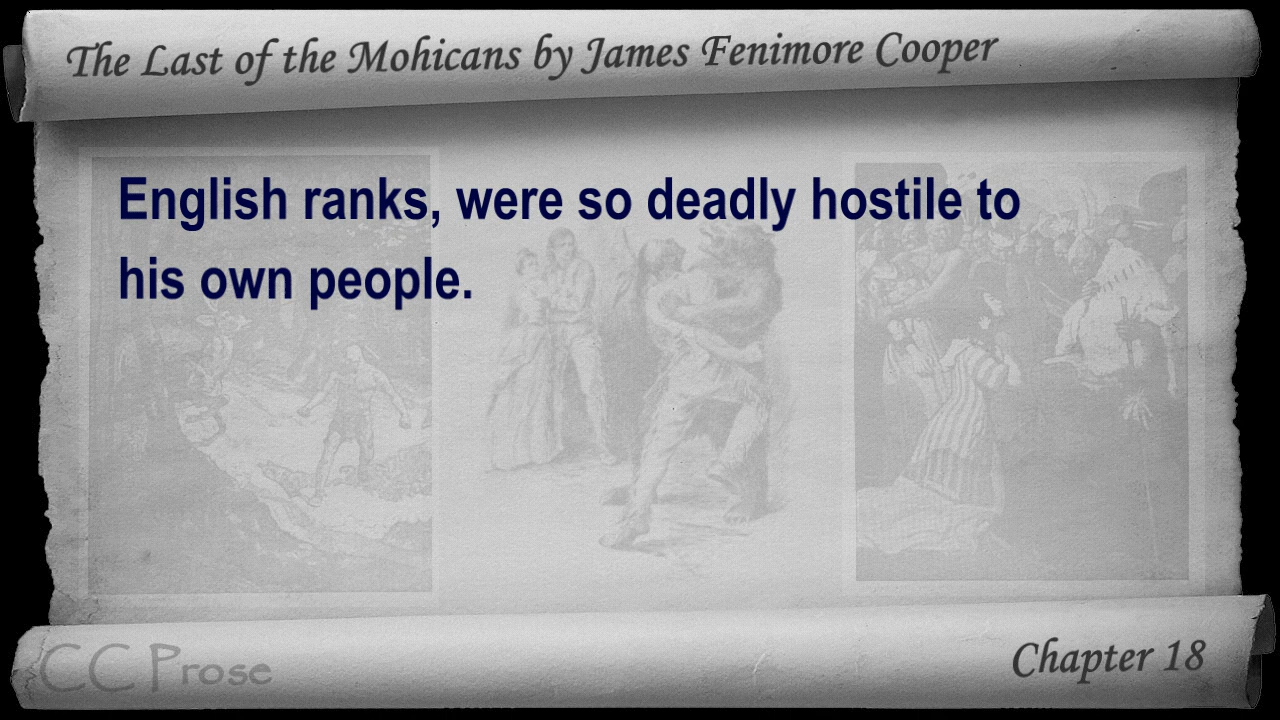 The Last of the Mohicans by James Fenimore Cooper
English ranks, were so deadly hostile to
his own people.
CC Prose
Chapter 18